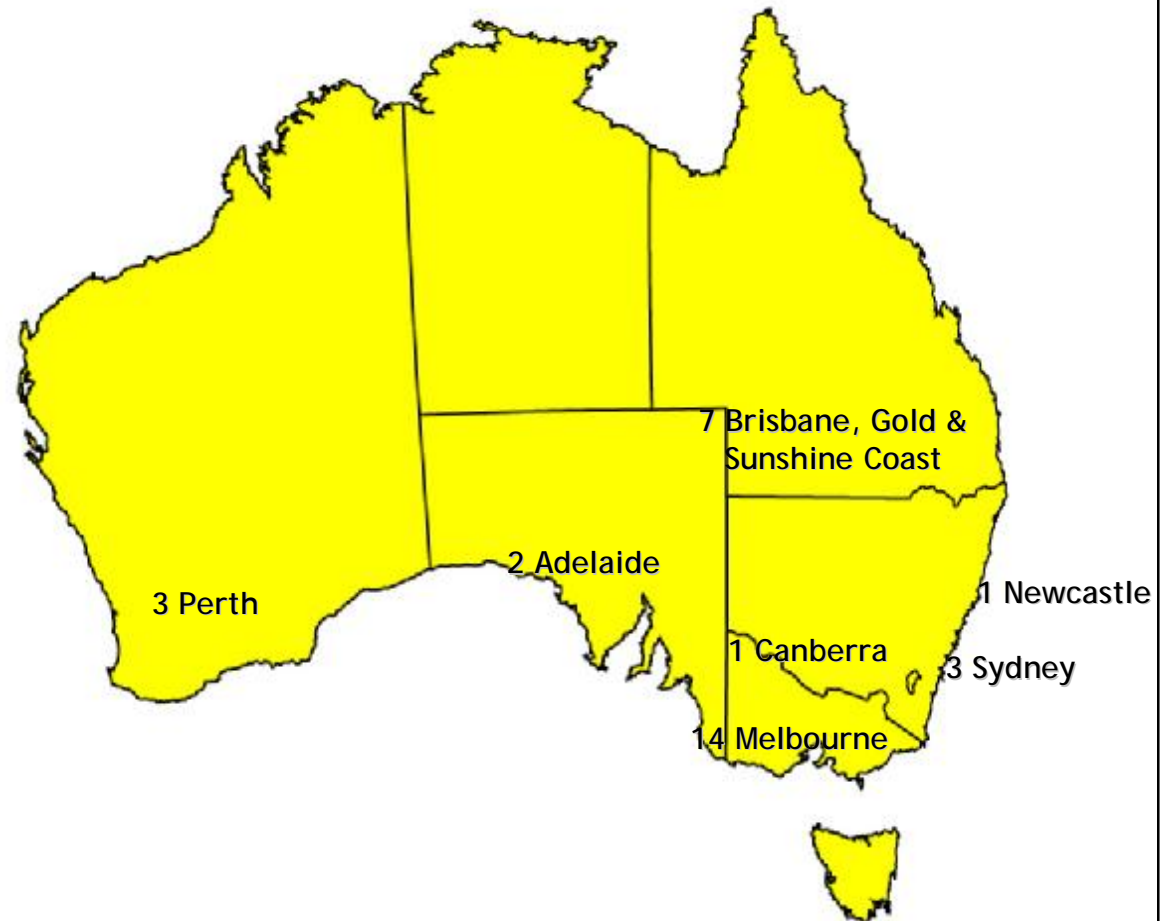 7 Brisbane, Gold &
Sunshine Coast
2 Adelaide
3 Perth
1 Newcastle
1 Canberra
3 Sydney
14 Melbourne